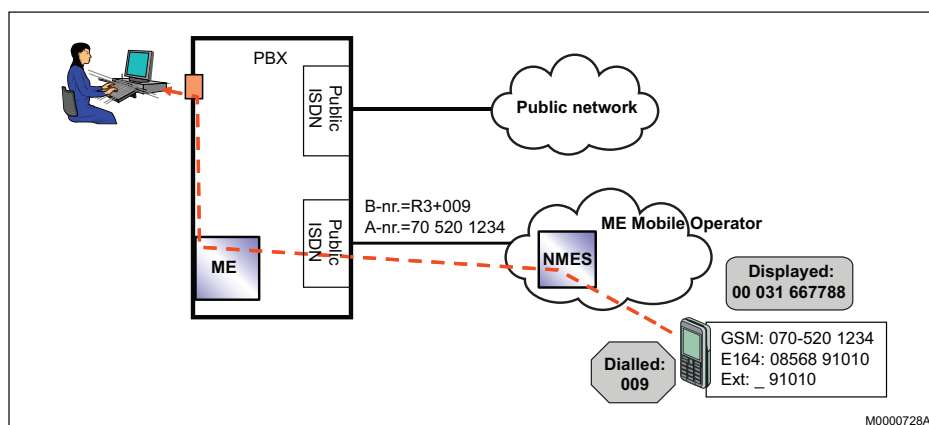 PBX
Public
ISDN
Public network
Public
ISDN
B-nr.=R3+009
A-nr.=70 520 1234
ME Mobile Operator
ME
NMES
Displayed:
00 031 667788
Dialled:
009
GSM: 070-520 1234
E164: 08568 91010
Ext: _ 91010
M0000728A